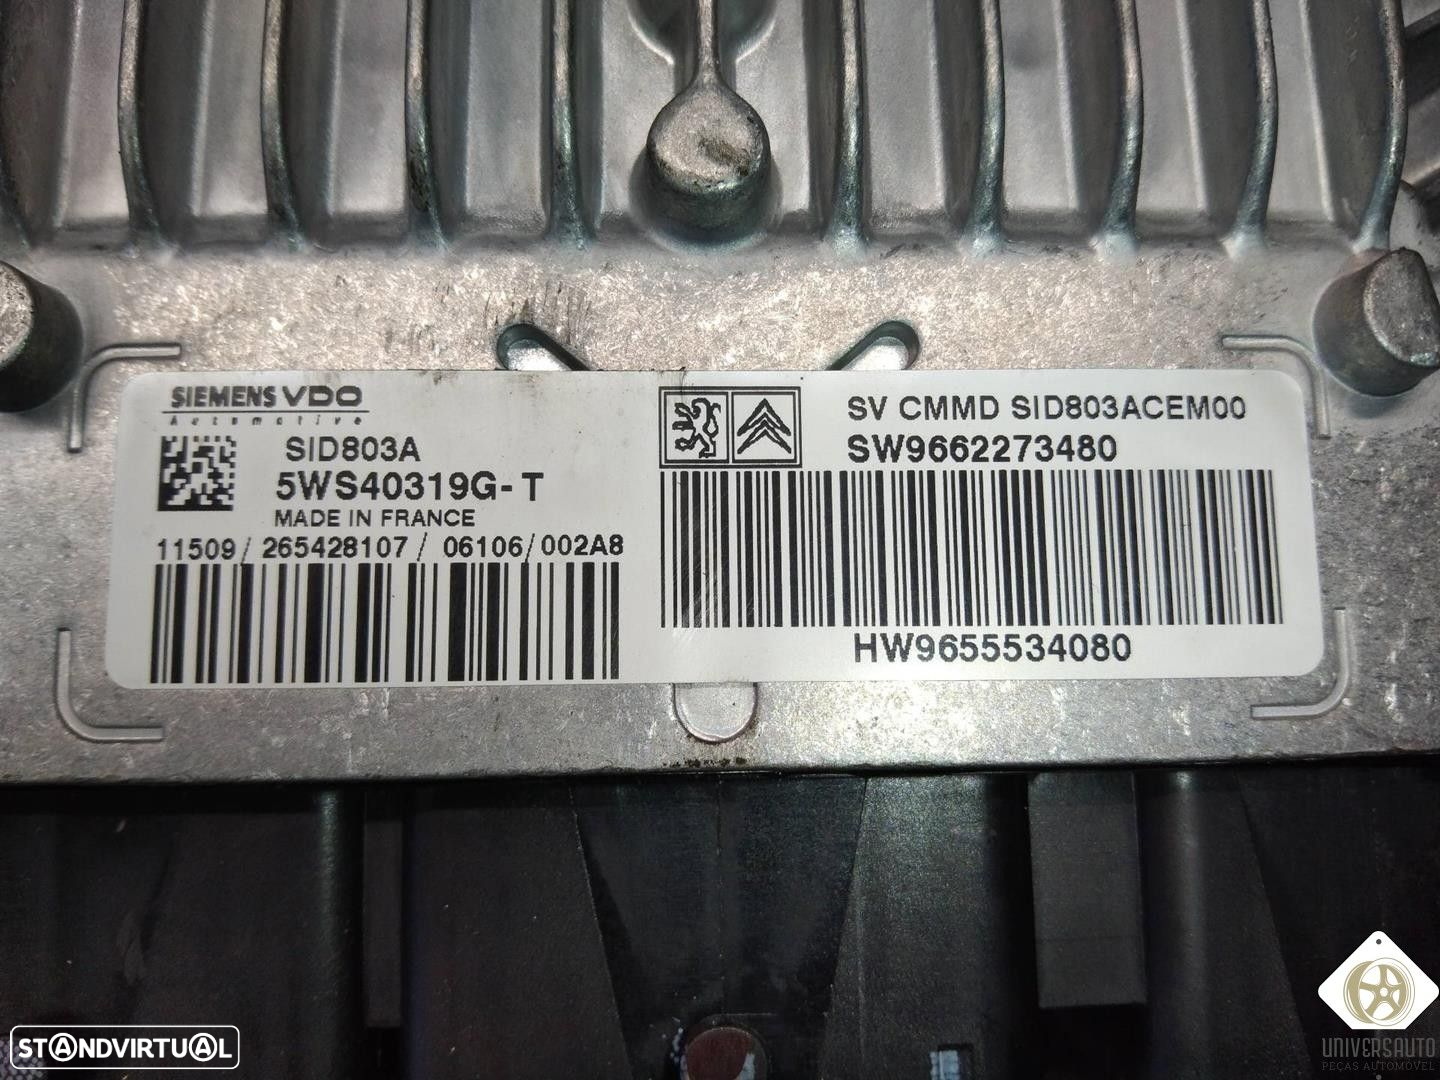 SIEMENS VDO
Automotive
SID803A
5WS40319G-T
MADE IN FRANCE
11509/265428107/ 06106/002A8
SV CMMD SID803ACEM00
SW9662273480
HW9655534080
STANDVIRTUAL
UNIVERSAUTO
PEÇAS AUTOMÓVEL